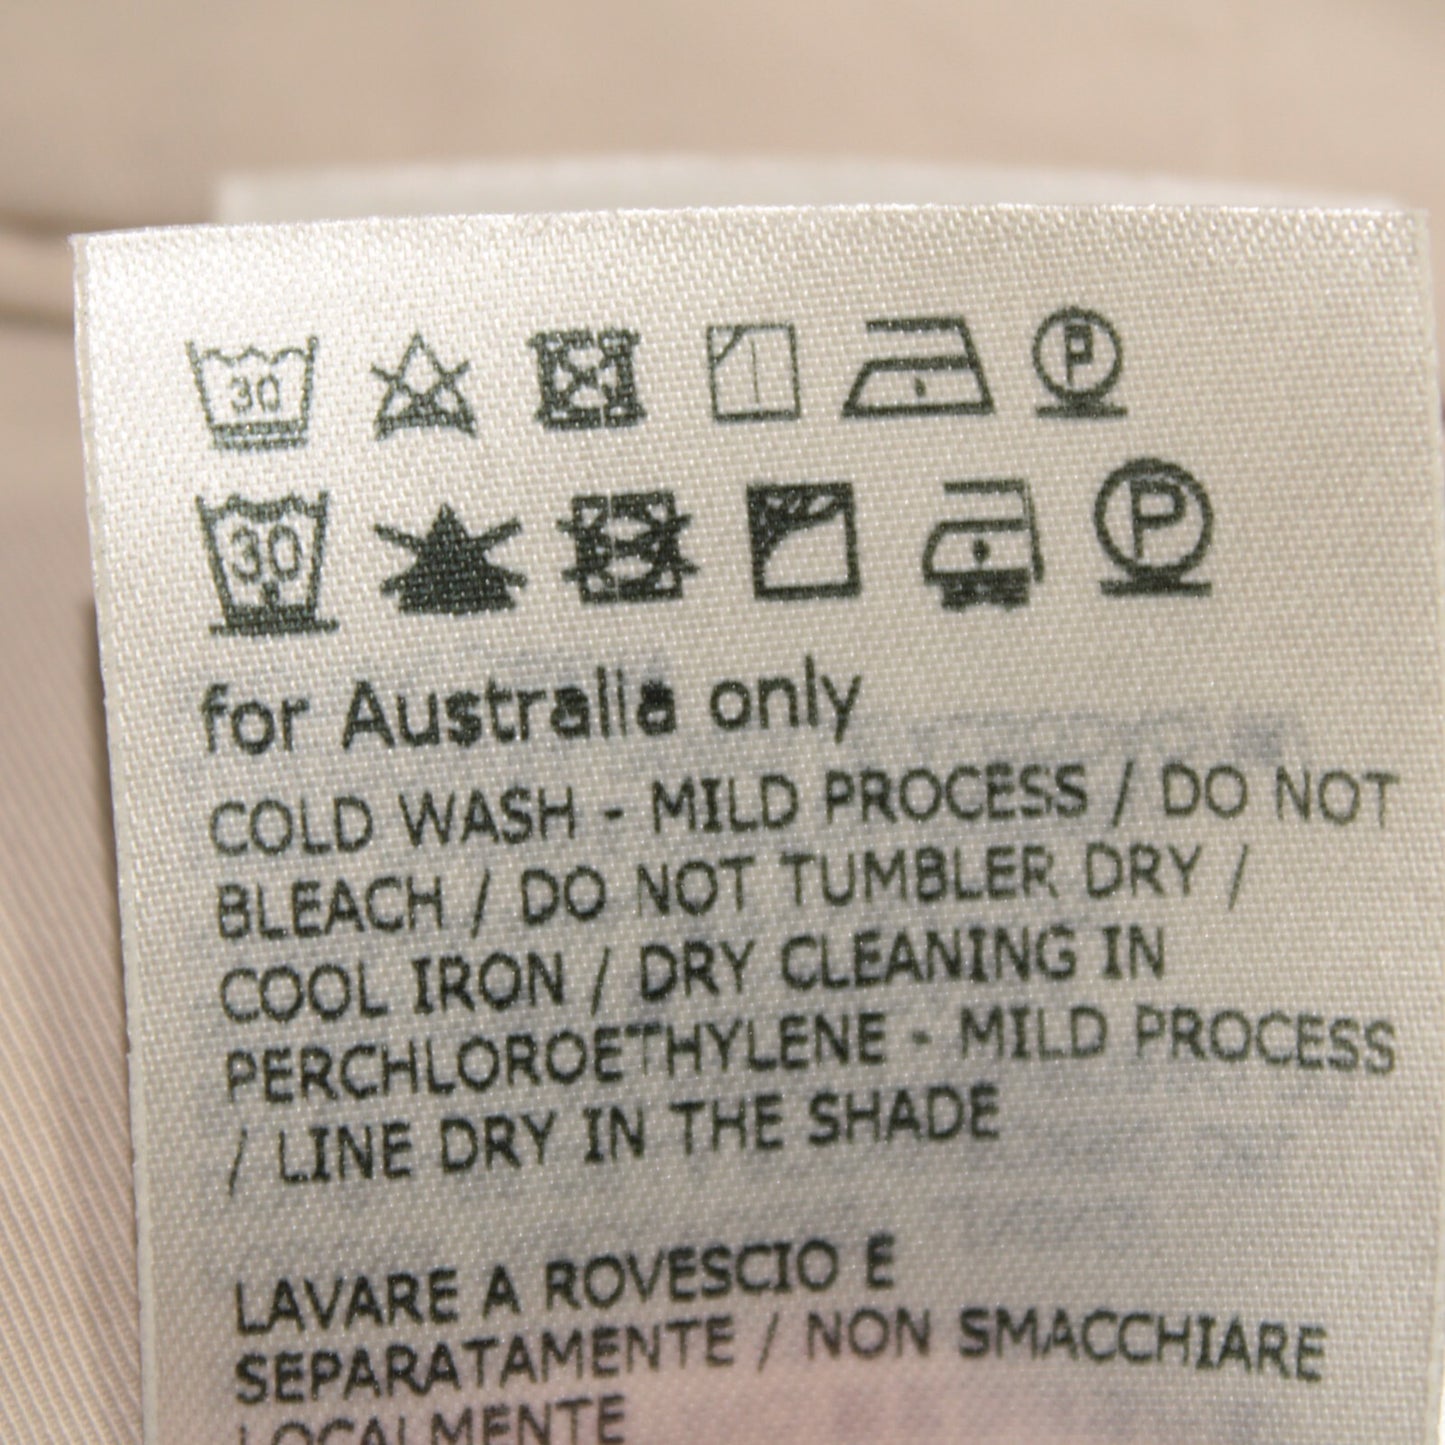 30
P
30
P
for Australia only
COLD WASH - MILD PROCESS / DO NOT
BLEACH / DO NOT TUMBLER DRY /
COOL IRON / DRY CLEANING IN
PERCHLOROETHYLENE - MILD PROCESS
/ LINE DRY IN THE SHADE
LAVARE A ROVESCIO E
SEPARATAMENTE / NON SMACCHIARE
LOCALMENTE